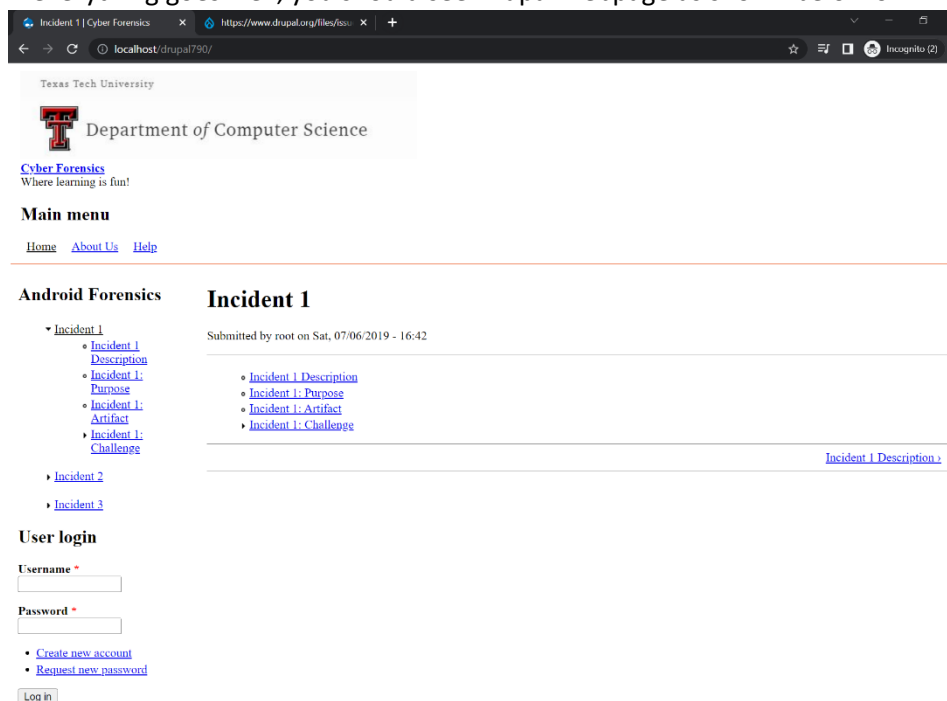 Incident 1 | Cyber Forensics
https://www.drupal.org/files/issu
localhost/drupal790/
Incognito (2)
Texas Tech University
Department of Computer Science
Cyber Forensics
Where learning is fun!
Main menu
Home About Us Help
Android Forensics
Incident 1
Incident 1
Description
Incident 1:
Purpose
Incident 1:
Artifact
Incident 1:
Challenge
Incident 2
Incident 3
Incident 1
Submitted by root on Sat, 07/06/2019 - 16:42
Incident 1 Description
Incident 1: Purpose
Incident 1: Artifact
Incident 1: Challenge
Incident 1 Description ›
User login
Username *
Password *
Create new account
Request new password
Log in